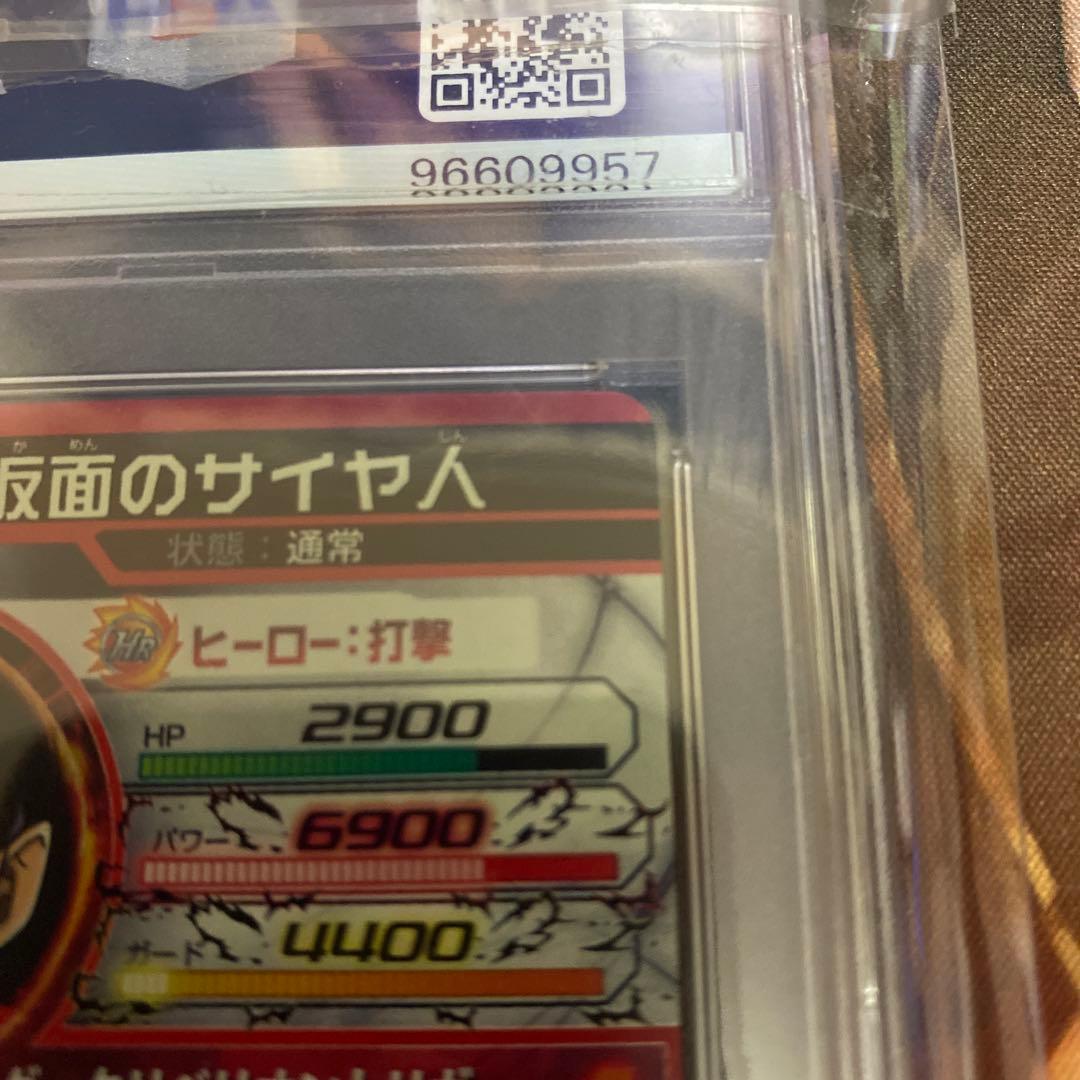 96609957
かめん じん
仮面のサイヤ人
状態：通常
HR ヒーロー：打撃
HP 2900
パワー 6900
ガード 4400